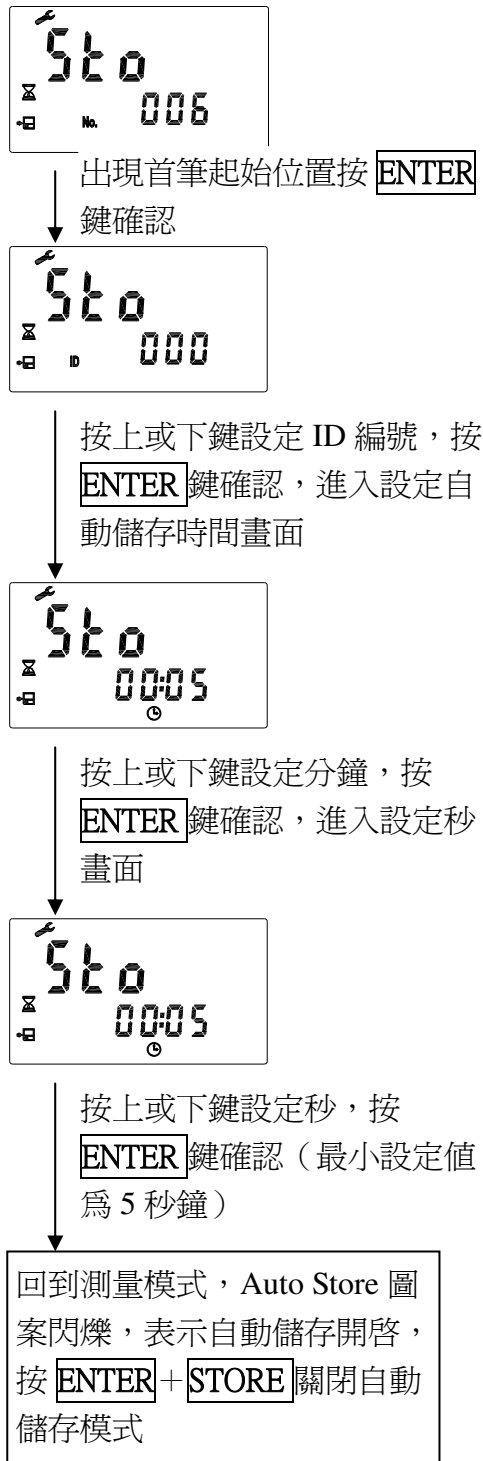 Sto
No. 006
出現首筆起始位置按 ENTER
鍵確認
Sto
ID 000
按上或下鍵設定 ID 編號，按
ENTER 鍵確認，進入設定自
動儲存時間畫面
Sto
00:05
按上或下鍵設定分鐘，按
ENTER 鍵確認，進入設定秒
畫面
Sto
00:05
按上或下鍵設定秒，按
ENTER 鍵確認（最小設定值
為 5 秒鐘）
回到測量模式，Auto Store 圖
案閃爍，表示自動儲存開啓，
按 ENTER＋STORE 關閉自動
儲存模式